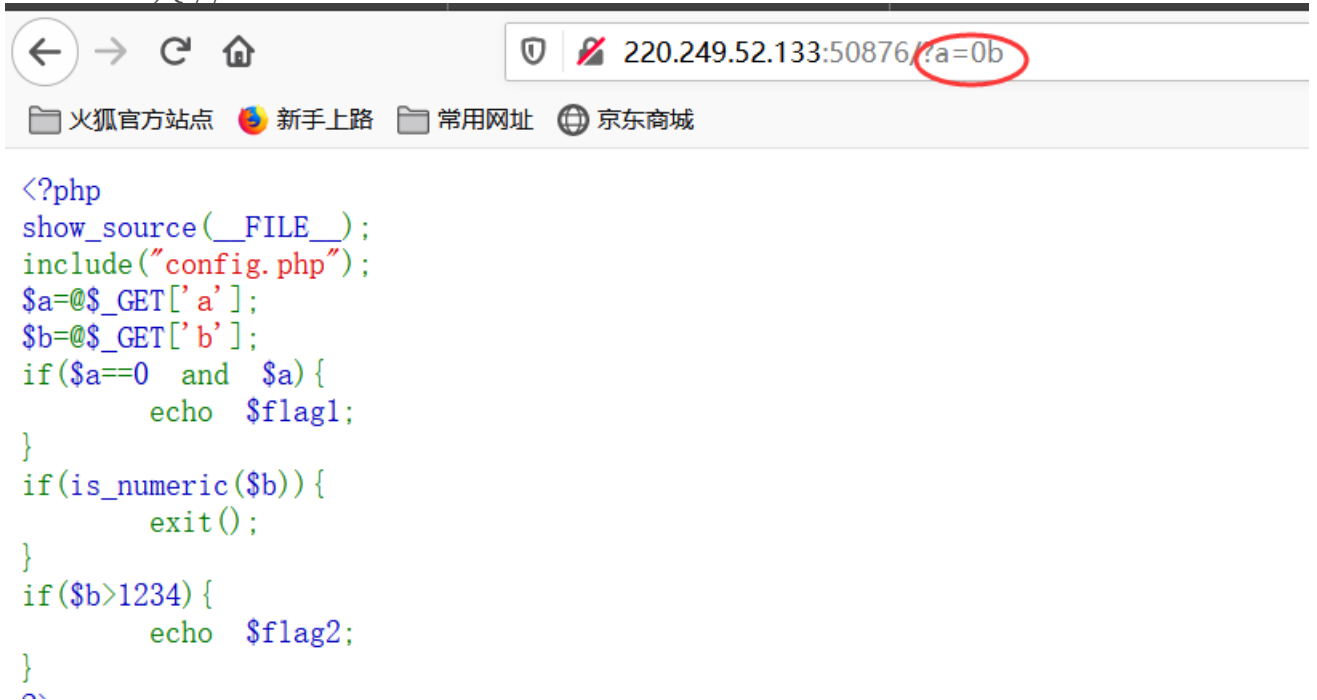 220.249.52.133:50876/?a=0b
火狐官方站点 新手上路 常用网址 京东商城
<?php
show_source(__FILE__);
include("config.php");
$a=@$_GET['a'];
$b=@$_GET['b'];
if($a==0 and $a){
echo $flag1;
}
if(is_numeric($b)){
exit();
}
if($b>1234){
echo $flag2;
}